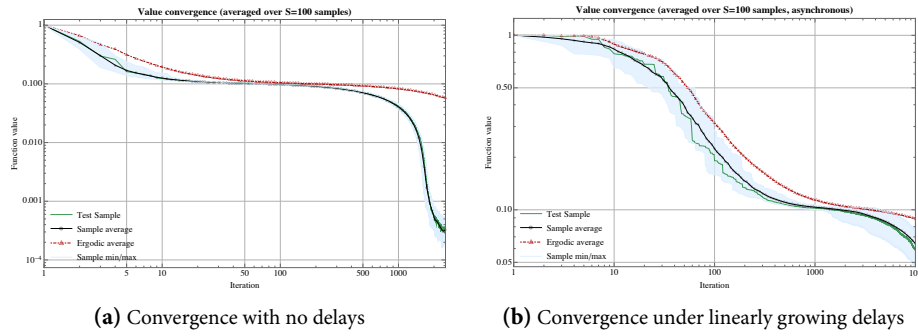 Value convergence (averaged over S=100 samples)
Function value
1
0.100
0.010
0.001
10⁻⁴
Test Sample
Sample average
Ergodic average
Sample min/max
1 5 10 50 100 500 1000
Iteration
(a) Convergence with no delays
Value convergence (averaged over S=100 samples, asynchronous)
Function value
1
0.50
0.10
0.05
Test Sample
Sample average
Ergodic average
Sample min/max
1 10 100 1000 10
Iteration
(b) Convergence under linearly growing delays